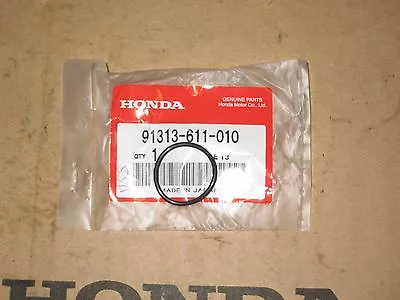 HONDA
GENUINE PARTS
Honda Motor Co., Ltd.
91313-611-010
QTY 1
MADE IN JAPAN
HONDA